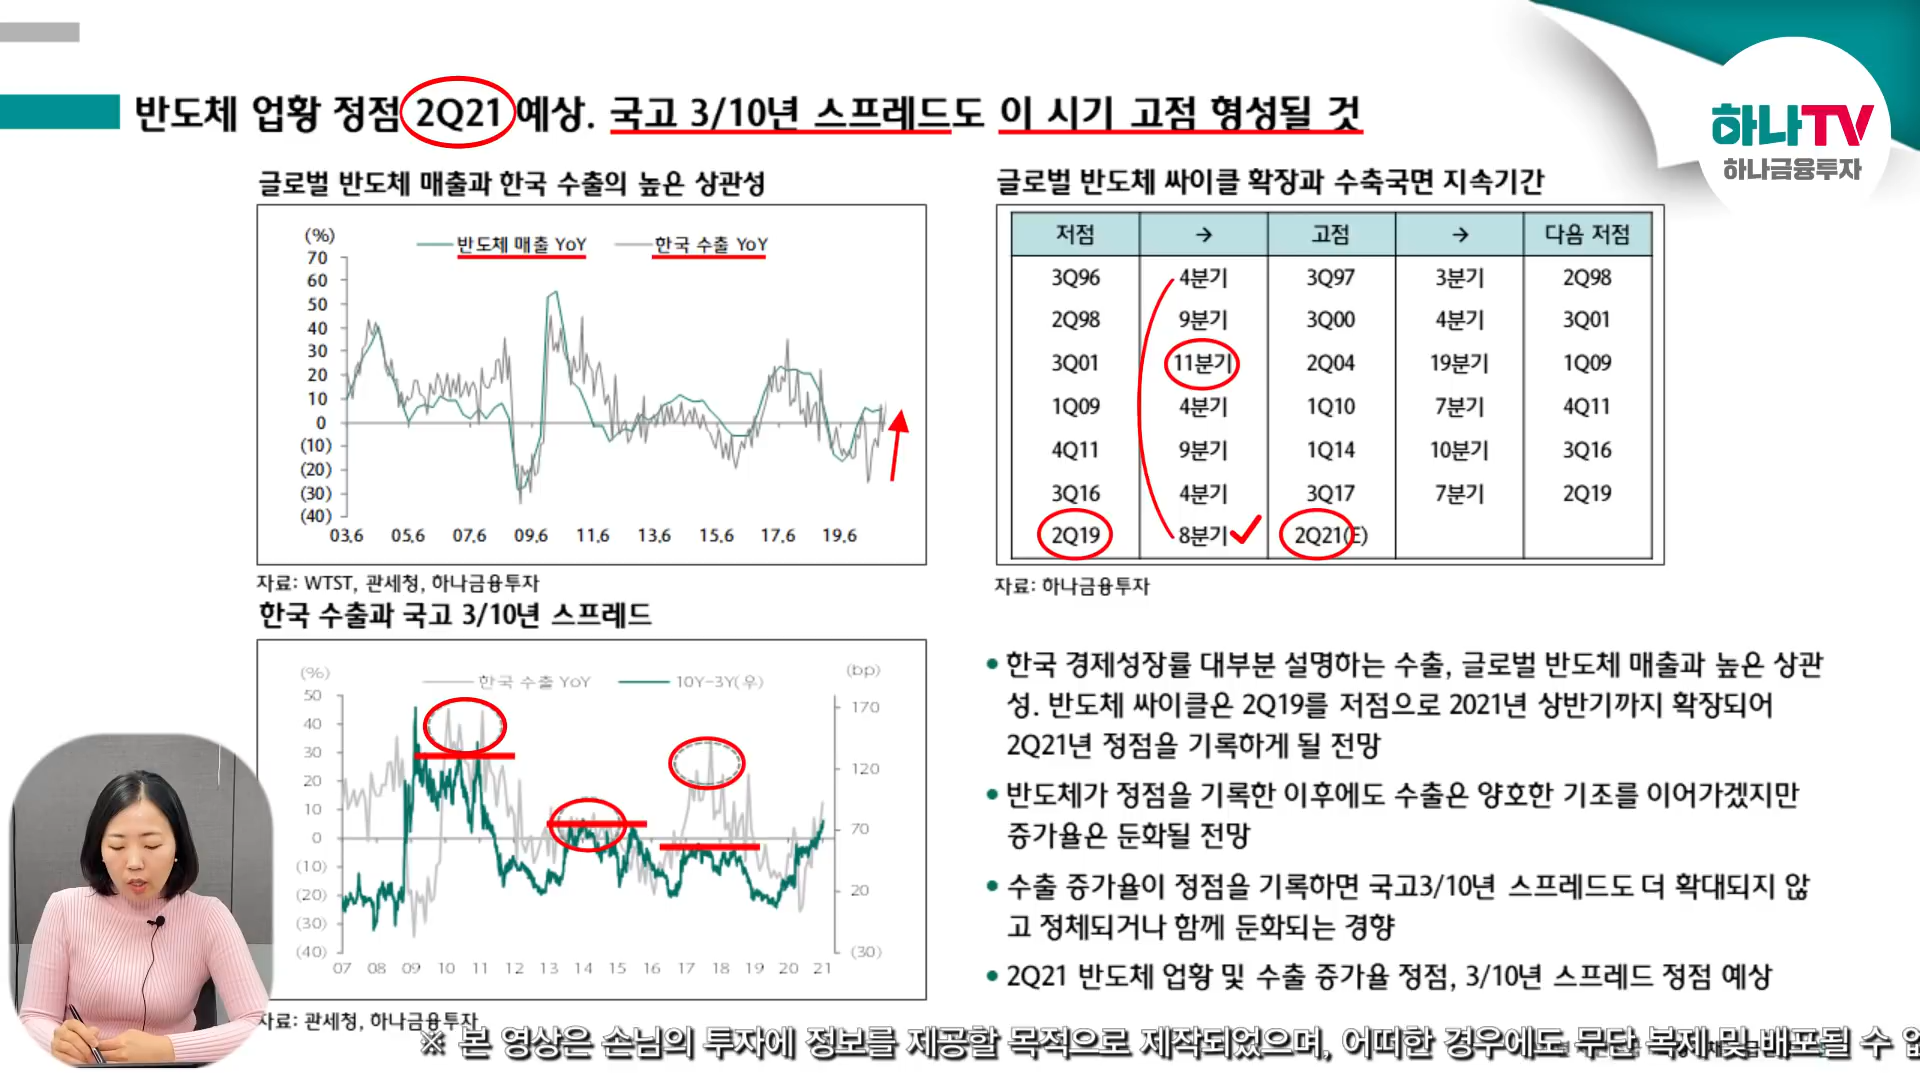 반도체 업황 정점 2Q21 예상. 국고 3/10년 스프레드도 이 시기 고점 형성될 것
하나TV
하나금융투자
글로벌 반도체 매출과 한국 수출의 높은 상관성
(%)
반도체 매출 YoY 한국 수출 YoY
70
60
50
40
30
20
10
0
(10)
(20)
(30)
(40)
03.6 05.6 07.6 09.6 11.6 13.6 15.6 17.6 19.6
자료: WTST, 관세청, 하나금융투자
글로벌 반도체 싸이클 확장과 수축국면 지속기간
저점 → 고점 → 다음 저점
3Q96 4분기 3Q97 3분기 2Q98
2Q98 9분기 3Q00 4분기 3Q01
3Q01 11분기 2Q04 19분기 1Q09
1Q09 4분기 1Q10 7분기 4Q11
4Q11 9분기 1Q14 10분기 3Q16
3Q16 4분기 3Q17 7분기 2Q19
2Q19 8분기 2Q21(E)
자료: 하나금융투자
한국 수출과 국고 3/10년 스프레드
(%) (bp)
한국 수출 YoY 10Y-3Y(우)
50
40
30
20
10
0
(10)
(20)
(30)
(40)
170
120
70
20
(30)
07 08 09 10 11 12 13 14 15 16 17 18 19 20 21
자료: 관세청, 하나금융투자
• 한국 경제성장률 대부분 설명하는 수출, 글로벌 반도체 매출과 높은 상관
성. 반도체 싸이클은 2Q19를 저점으로 2021년 상반기까지 확장되어
2Q21년 정점을 기록하게 될 전망
• 반도체가 정점을 기록한 이후에도 수출은 양호한 기조를 이어가겠지만
증가율은 둔화될 전망
• 수출 증가율이 정점을 기록하면 국고3/10년 스프레드도 더 확대되지 않
고 정체되거나 함께 둔화되는 경향
• 2Q21 반도체 업황 및 수출 증가율 정점, 3/10년 스프레드 정점 예상
※ 본 영상은 손님의 투자에 정보를 제공할 목적으로 제작되었으며, 어떠한 경우에도 무단 복제 및 배포될 수